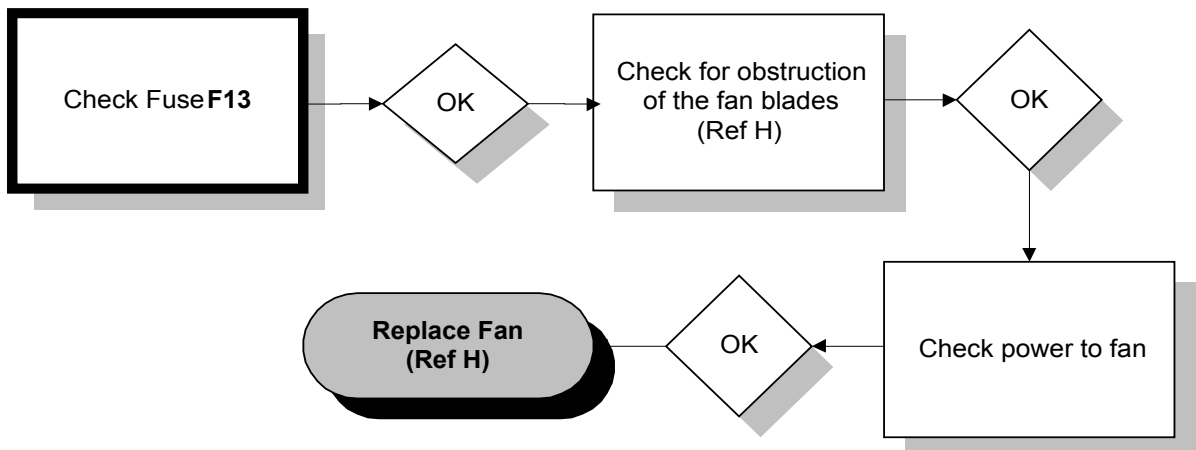 Check Fuse F13
OK
Check for obstruction
of the fan blades
(Ref H)
OK
Check power to fan
OK
Replace Fan
(Ref H)